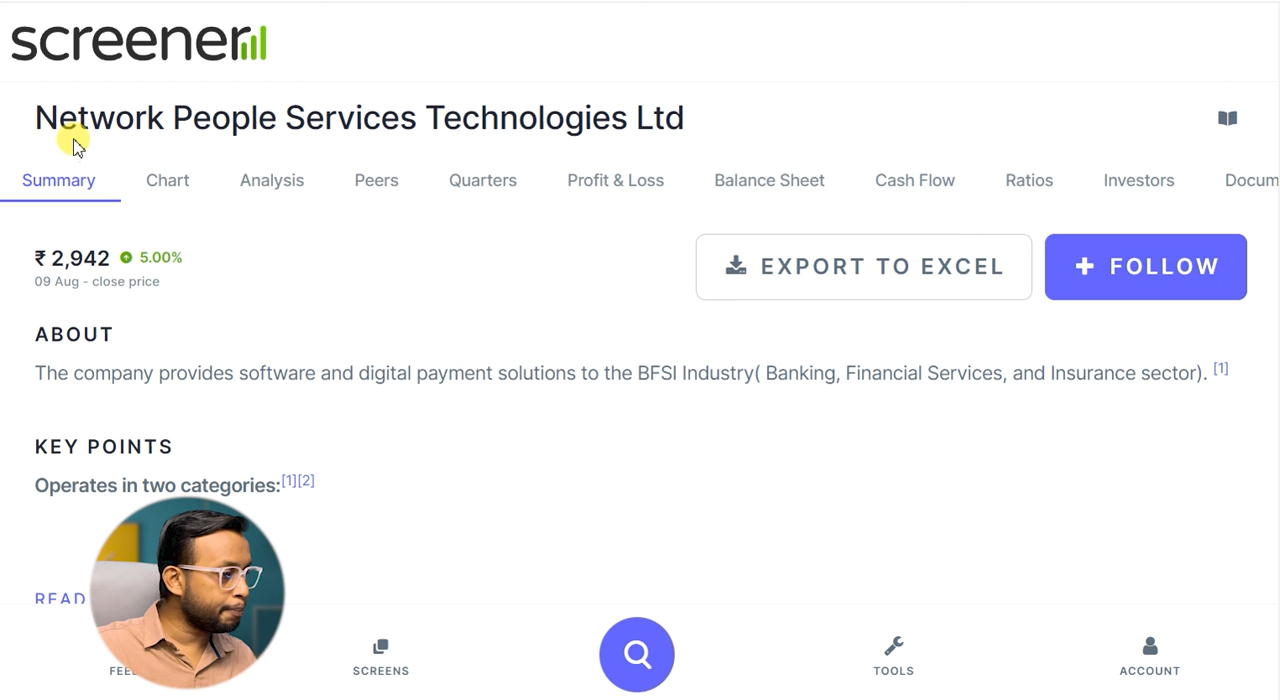 screener
Network People Services Technologies Ltd
Summary Chart Analysis Peers Quarters Profit & Loss Balance Sheet Cash Flow Ratios Investors Docum
₹ 2,942 5.00%
09 Aug - close price
EXPORT TO EXCEL
+ FOLLOW
ABOUT
The company provides software and digital payment solutions to the BFSI Industry( Banking, Financial Services, and Insurance sector). [1]
KEY POINTS
Operates in two categories:[1][2]
READ
FEE SCREENS TOOLS ACCOUNT